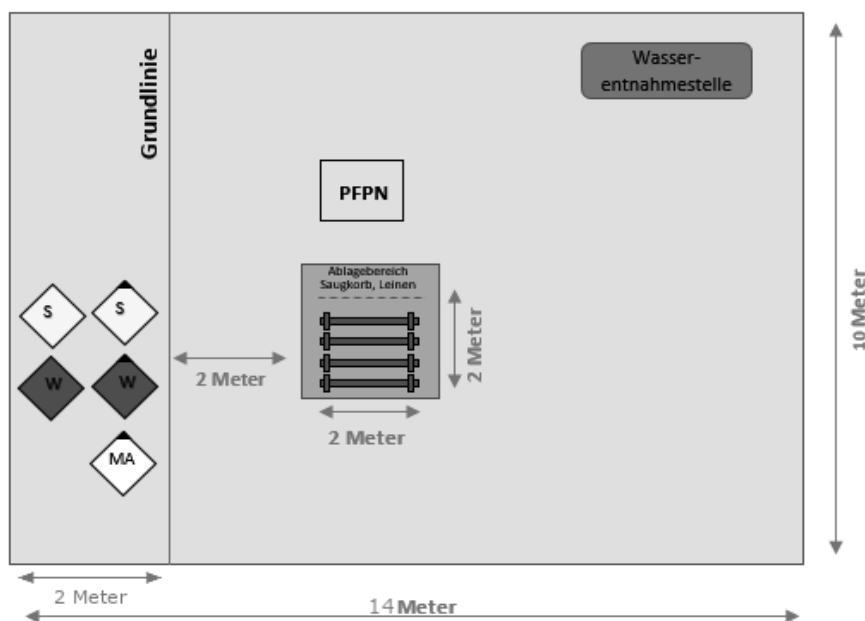 Grundlinie
Wasser-
entnahmestelle
PFPN
Ablagebereich
Saugkorb, Leinen
S
S
W
W
MA
2 Meter
2 Meter
2 Meter
10 Meter
2 Meter
14 Meter